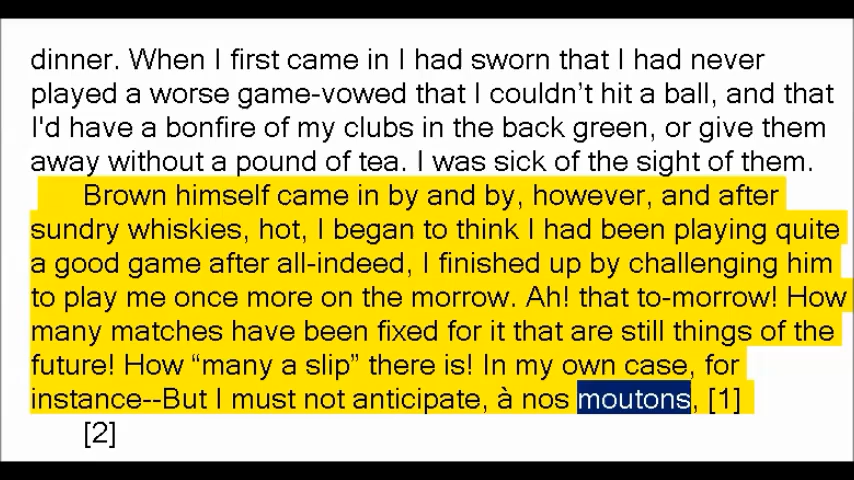 dinner. When I first came in I had sworn that I had never
played a worse game-vowed that I couldn’t hit a ball, and that
I'd have a bonfire of my clubs in the back green, or give them
away without a pound of tea. I was sick of the sight of them.
Brown himself came in by and by, however, and after
sundry whiskies, hot, I began to think I had been playing quite
a good game after all-indeed, I finished up by challenging him
to play me once more on the morrow. Ah! that to-morrow! How
many matches have been fixed for it that are still things of the
future! How “many a slip” there is! In my own case, for
instance--But I must not anticipate, à nos moutons, [1]
[2]